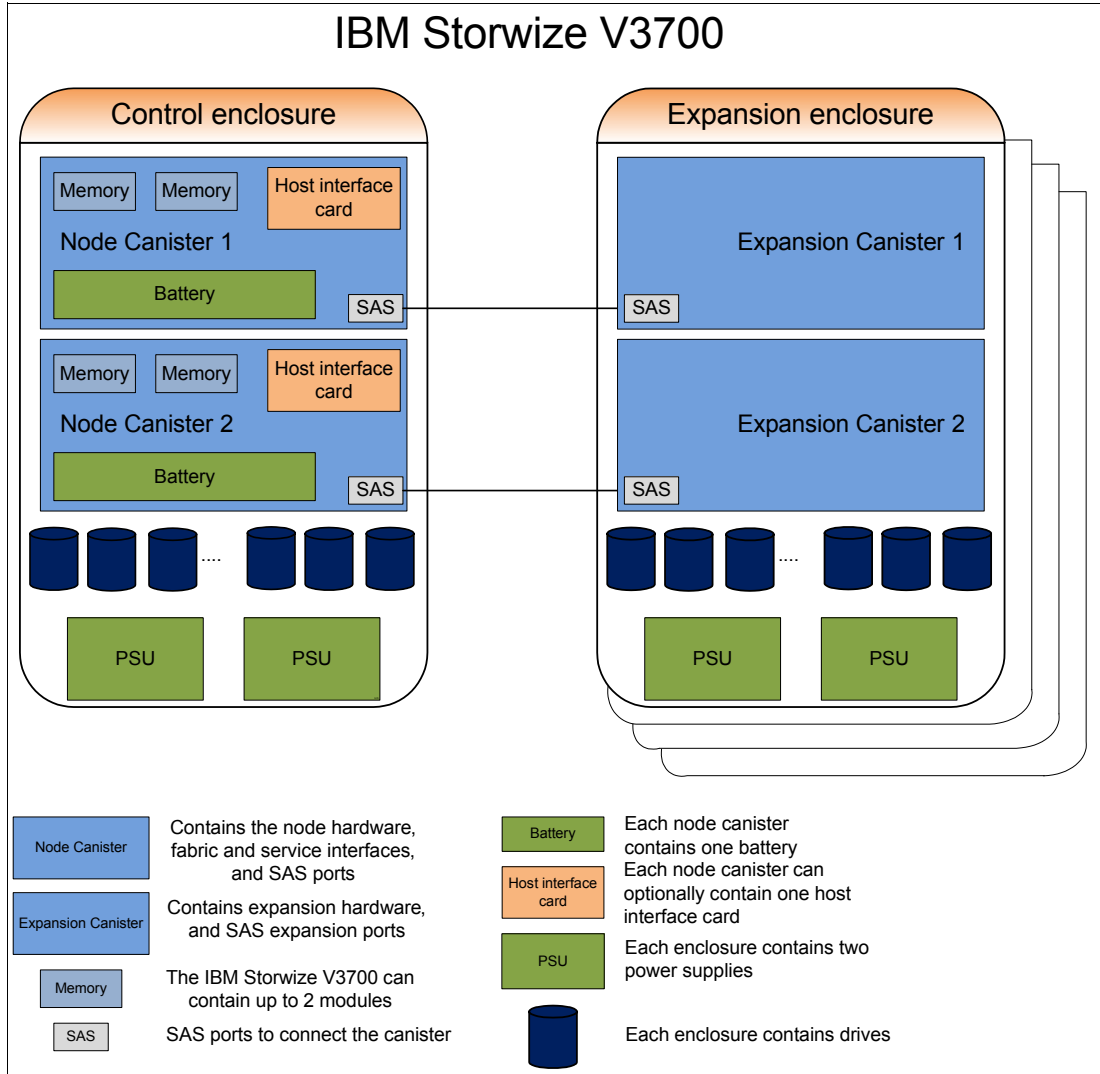 IBM Storwize V3700
Control enclosure
Memory
Memory
Host interface
card
Node Canister 1
Battery
SAS
Memory
Memory
Host interface
card
Node Canister 2
Battery
SAS
....
PSU
PSU
Expansion enclosure
Expansion Canister 1
SAS
Expansion Canister 2
SAS
....
PSU
PSU
Node Canister
Contains the node hardware,
fabric and service interfaces,
and SAS ports
Expansion Canister
Contains expansion hardware,
and SAS expansion ports
Memory
The IBM Storwize V3700 can
contain up to 2 modules
SAS
SAS ports to connect the canister
Battery
Each node canister
contains one battery
Host interface
card
Each node canister can
optionally contain one host
interface card
PSU
Each enclosure contains two
power supplies
Each enclosure contains drives